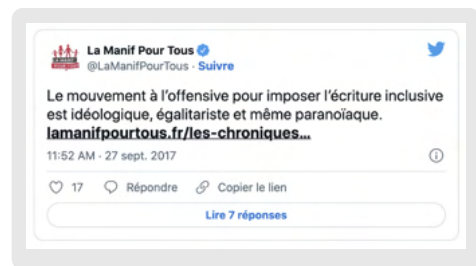 La Manif Pour Tous
@LaManifPourTous · Suivre
Le mouvement à l'offensive pour imposer l'écriture inclusive
est idéologique, égalitariste et même paranoïaque.
lamanifpourtous.fr/les-chroniques...
11:52 AM · 27 sept. 2017
17 Répondre Copier le lien
Lire 7 réponses